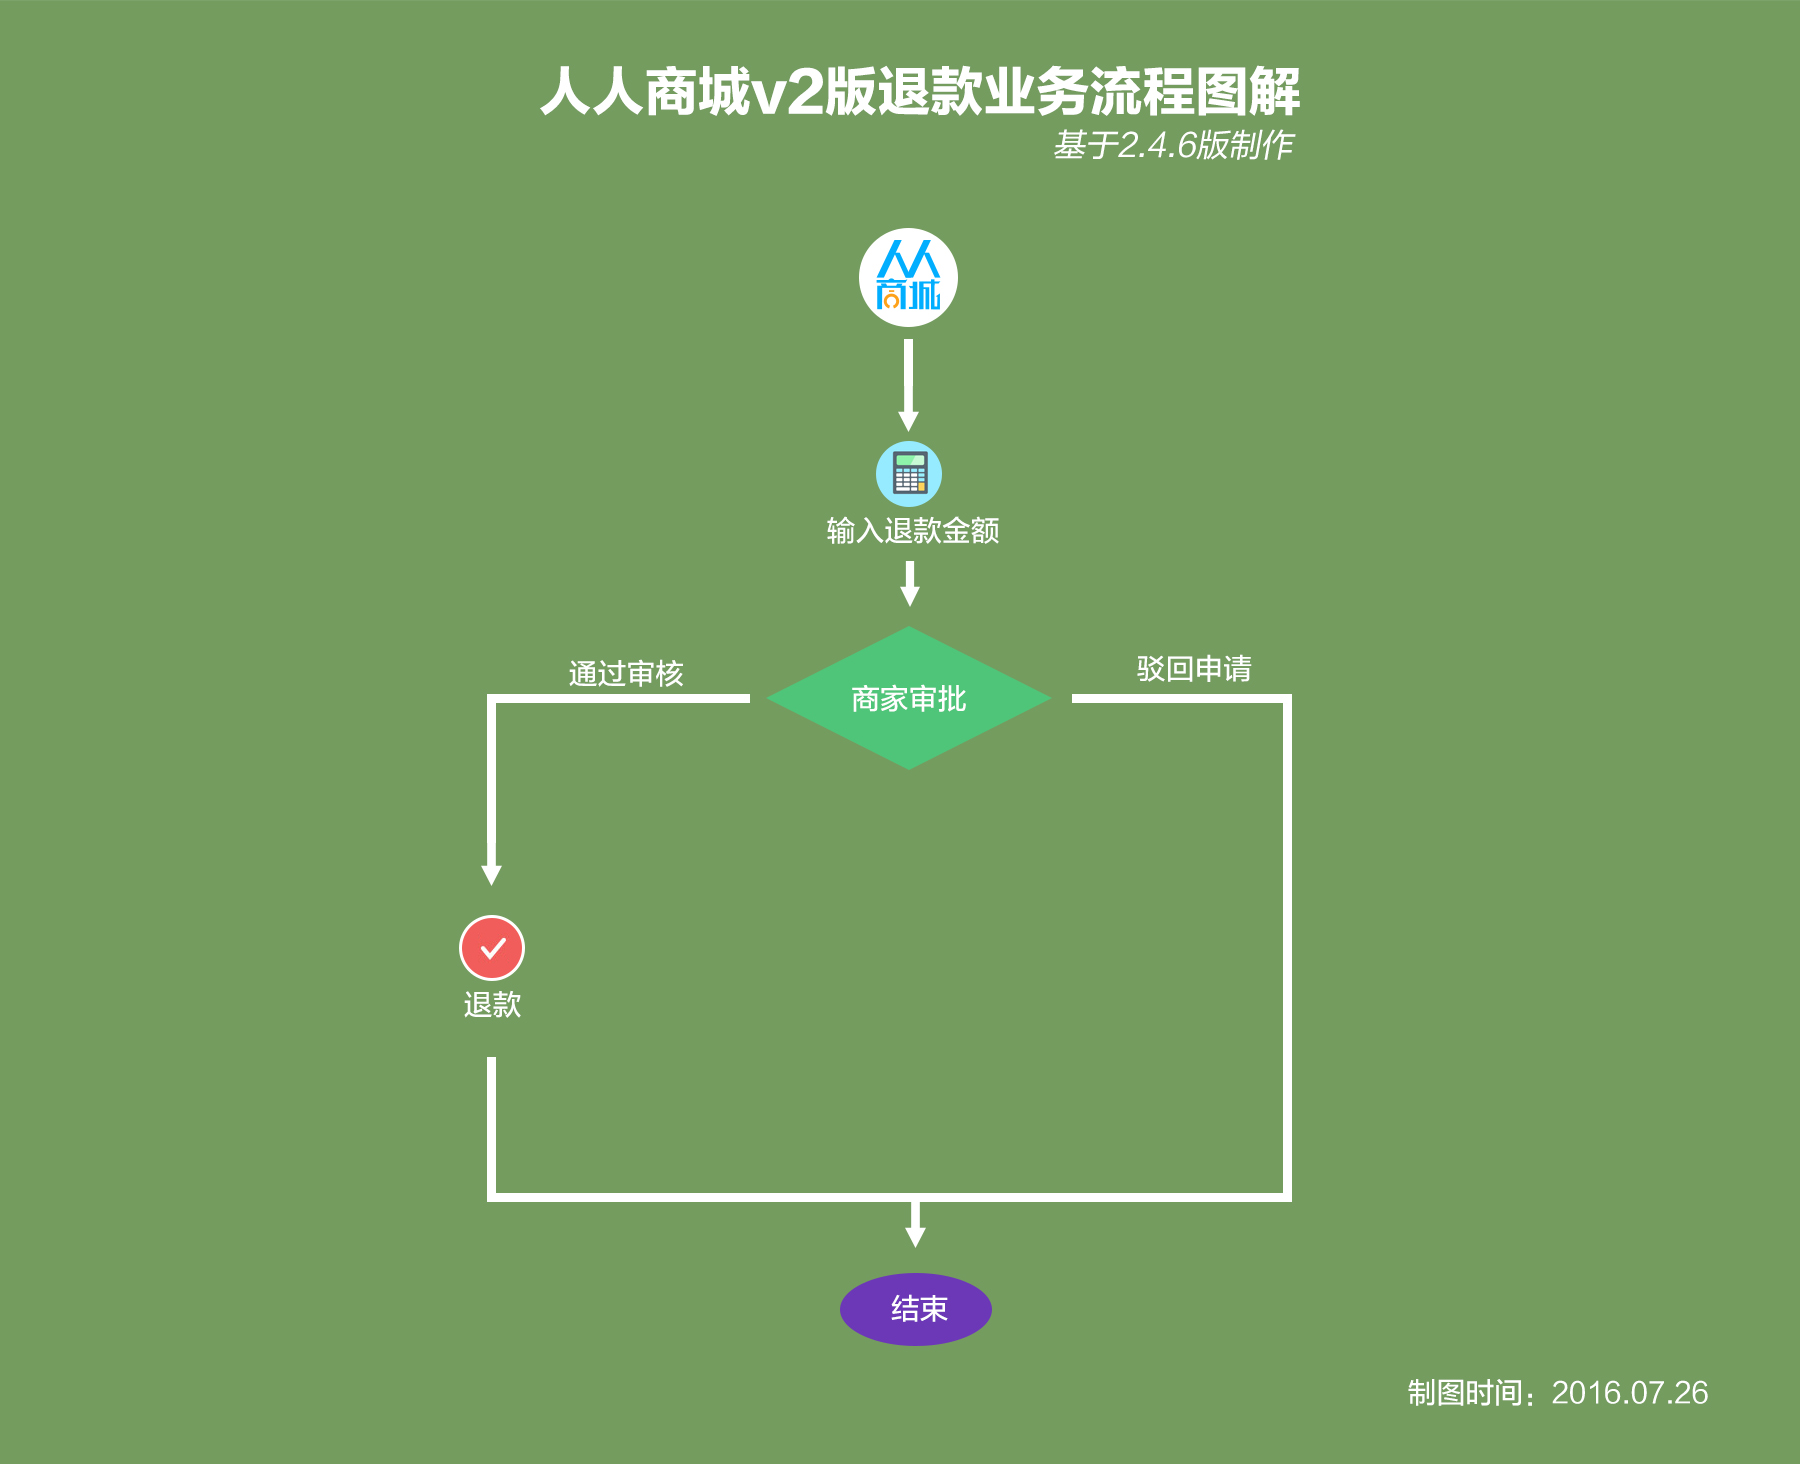 人人商城v2版退款业务流程图解
基于2.4.6版制作
人人
商城
输入退款金额
通过审核
驳回申请
商家审批
退款
结束
制图时间：2016.07.26